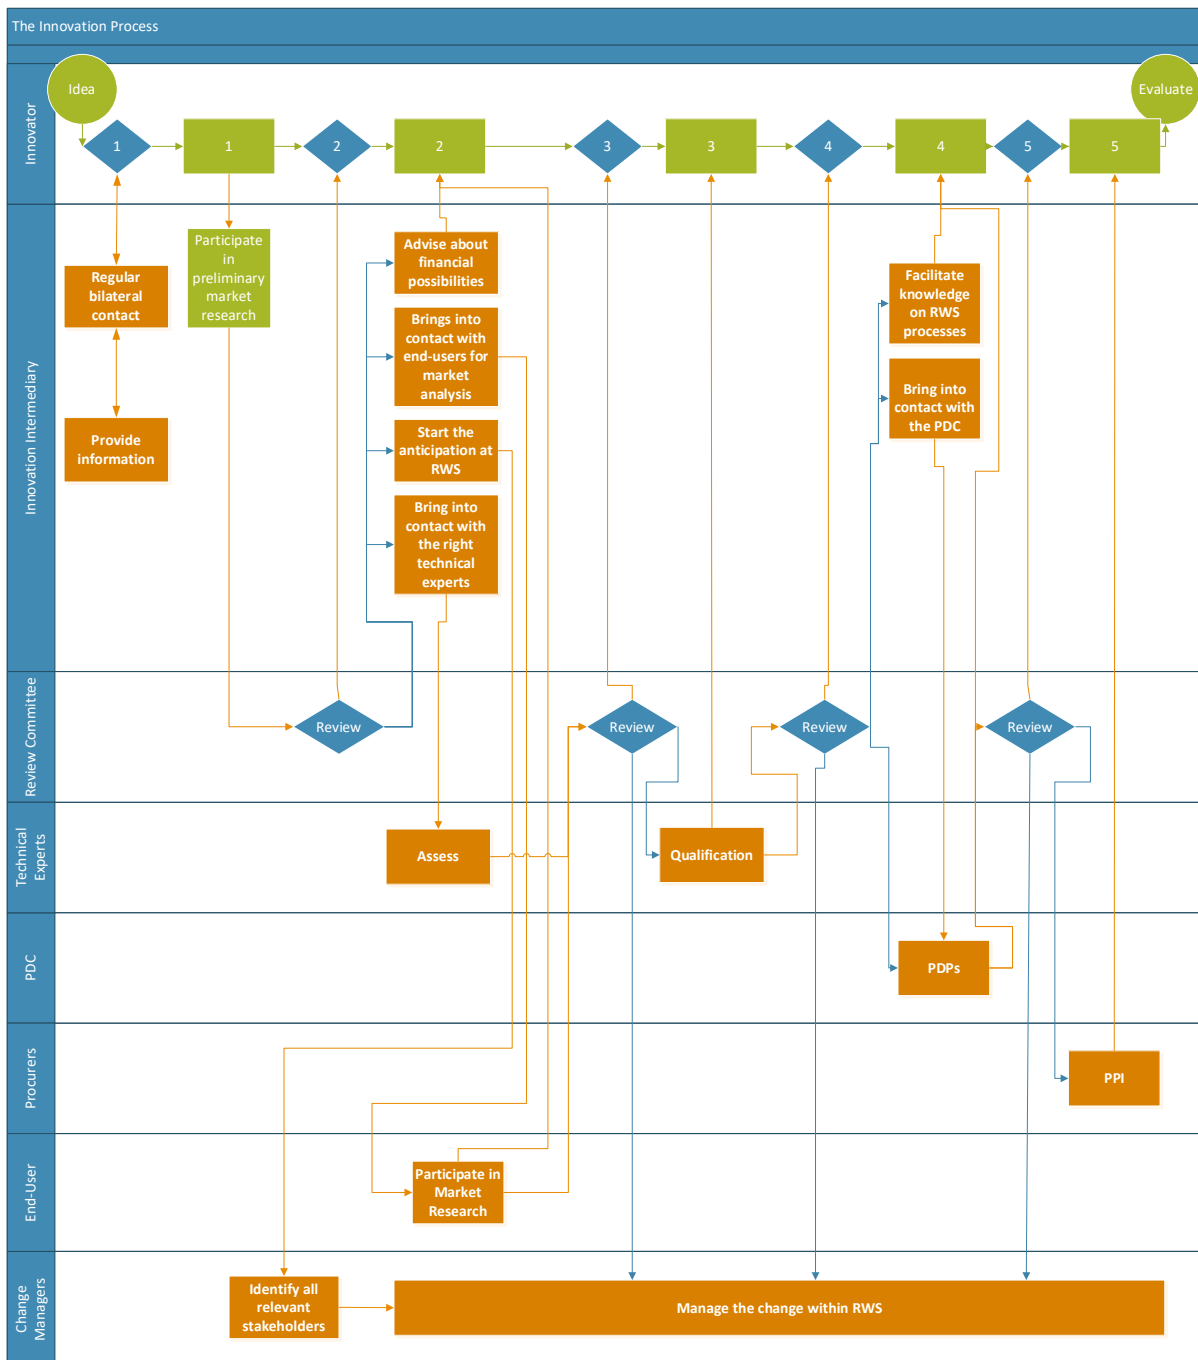 The Innovation Process
Innovator
Idea
Evaluate
1
1
2
2
3
3
4
4
5
5
Innovation Intermediary
Regular
bilateral
contact
Provide
information
Participate
in
preliminary
market
research
Advise about
financial
possibilities
Brings into
contact with
end-users for
market
analysis
Start the
anticipation at
RWS
Bring into
contact with
the right
technical
experts
Facilitate
knowledge
on RWS
processes
Bring into
contact with
the PDC
Review Committee
Review
Review
Review
Review
Technical
Experts
Assess
Qualification
PDC
PDPs
Procurers
PPI
End-User
Participate in
Market
Research
Change
Managers
Identify all
relevant
stakeholders
Manage the change within RWS